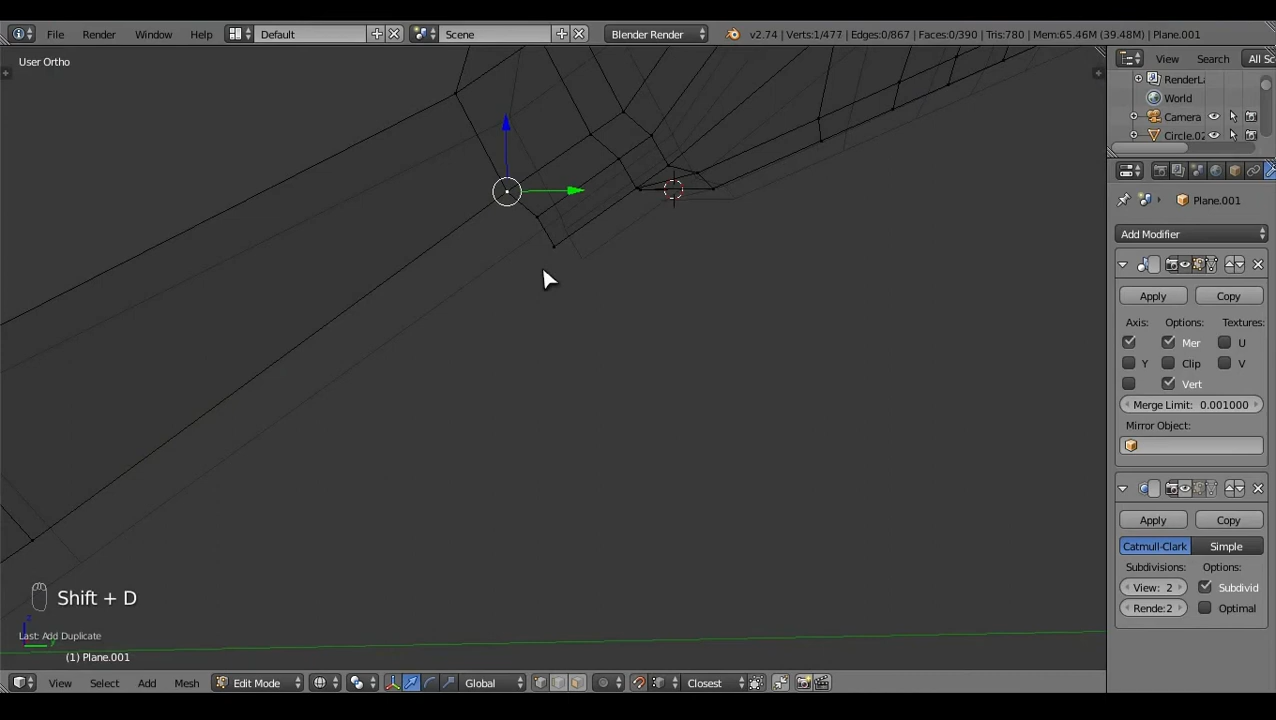 File Render Window Help Default Scene Blender Render v2.74 | Verts:1/477 | Edges:0/867 | Faces:0/390 | Tris:780 | Mem:65.46M (39.48M) | Plane.001
User Ortho
View Search All Sc
RenderLa
World
Camera
Circle.02
Plane.001
Add Modifier
Apply Copy
Axis: Options: Textures:
Mer U
Y Clip V
Vert
Merge Limit: 0.001000
Mirror Object:
Apply Copy
Catmull-Clark Simple
Subdivisions: Options:
View: 2 Subdivid
Rende:2 Optimal
Shift + D
z
Last: Add Duplicate
y
(1) Plane.001
View Select Add Mesh Edit Mode Global Closest